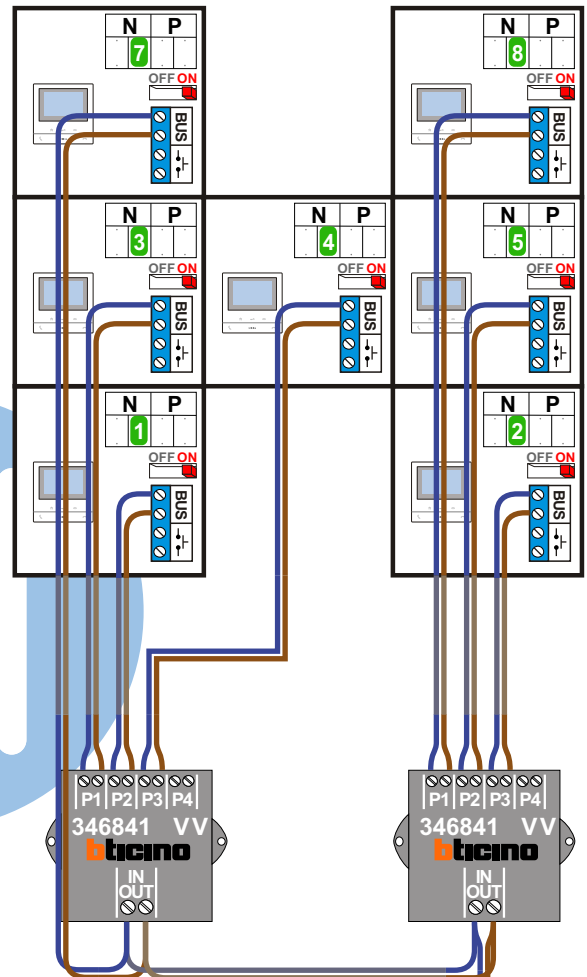 N P
7
OFF ON
BUS
N P
8
OFF ON
BUS
N P
3
OFF ON
BUS
N P
4
OFF ON
BUS
N P
5
OFF ON
BUS
N P
1
OFF ON
BUS
N P
2
OFF ON
BUS
P1 P2 P3 P4
346841 VV
bticino
IN
OUT
P1 P2 P3 P4
346841 VV
bticino
IN
OUT